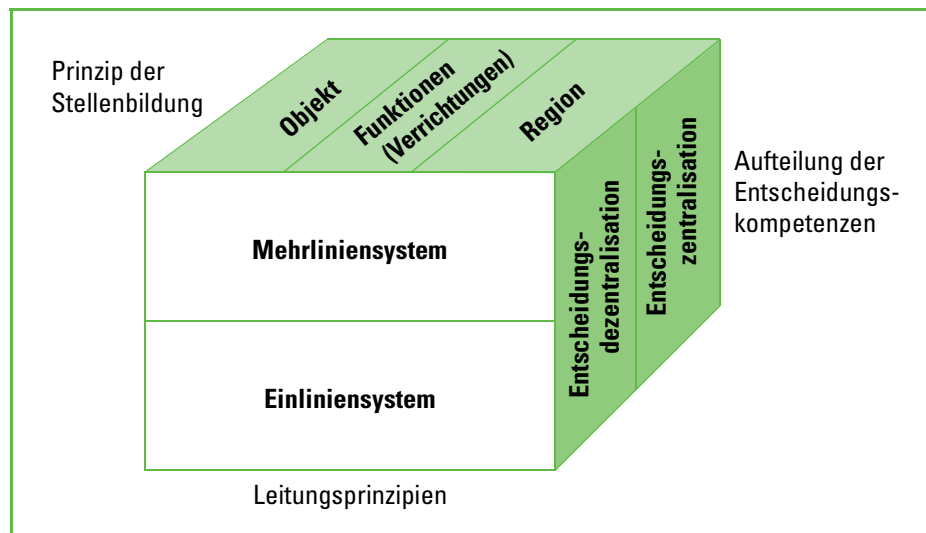 Prinzip der
Stellenbildung
Objekt
Funktionen
(Verrichtungen)
Region
Mehrliniensystem
Einliniensystem
Entscheidungs-
dezentralisation
Entscheidungs-
zentralisation
Aufteilung der
Entscheidungs-
kompetenzen
Leitungsprinzipien